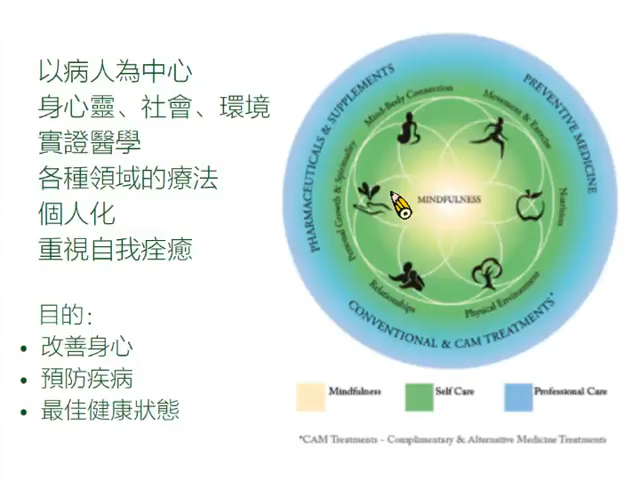 以病人為中心
身心靈、社會、環境
實證醫學
各種領域的療法
個人化
重視自我痊癒
目的:
• 改善身心
• 預防疾病
• 最佳健康狀態
PHARMACEUTICALS & SUPPLEMENTS
PREVENTIVE MEDICINE
CONVENTIONAL & CAM TREATMENTS*
Mind-Body Connection
Movement & Exercise
Nutrition
Physical Environment
Relationships
Personal Growth & Spirituality
MINDFULNESS
Mindfulness
Self Care
Professional Care
*CAM Treatments – Complimentary & Alternative Medicine Treatments